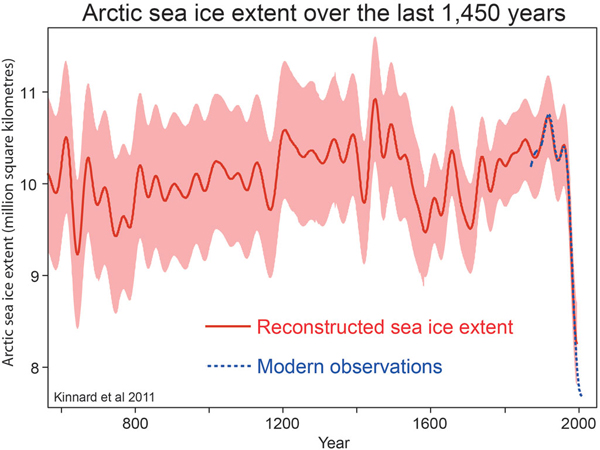 Arctic sea ice extent over the last 1,450 years
Arctic sea ice extent (million square kilometres)
11
10
9
8
Reconstructed sea ice extent
Modern observations
Kinnard et al 2011
800
1200
1600
2000
Year